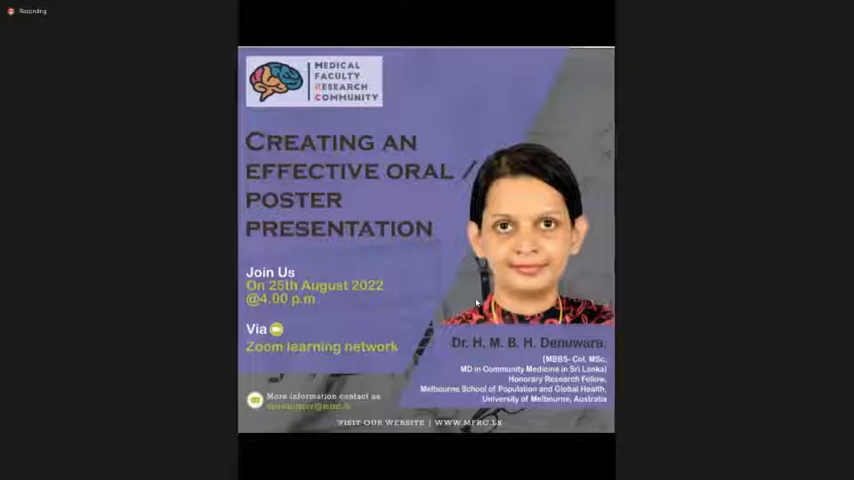 Recording
MEDICAL
FACULTY
RESEARCH
COMMUNITY
CREATING AN
EFFECTIVE ORAL /
POSTER
PRESENTATION
Join Us
On 25th August 2022
@4.00 p.m
Via
Zoom learning network
Dr. H. M. B. H. Denuwara,
(MBBS- Col, MSc,
MD in Community Medicine in Sri Lanka)
Honorary Research Fellow,
Melbourne School of Population and Global Health,
University of Melbourne, Australia
More information contact us
VISIT OUR WEBSITE | WWW.MFRC.LK